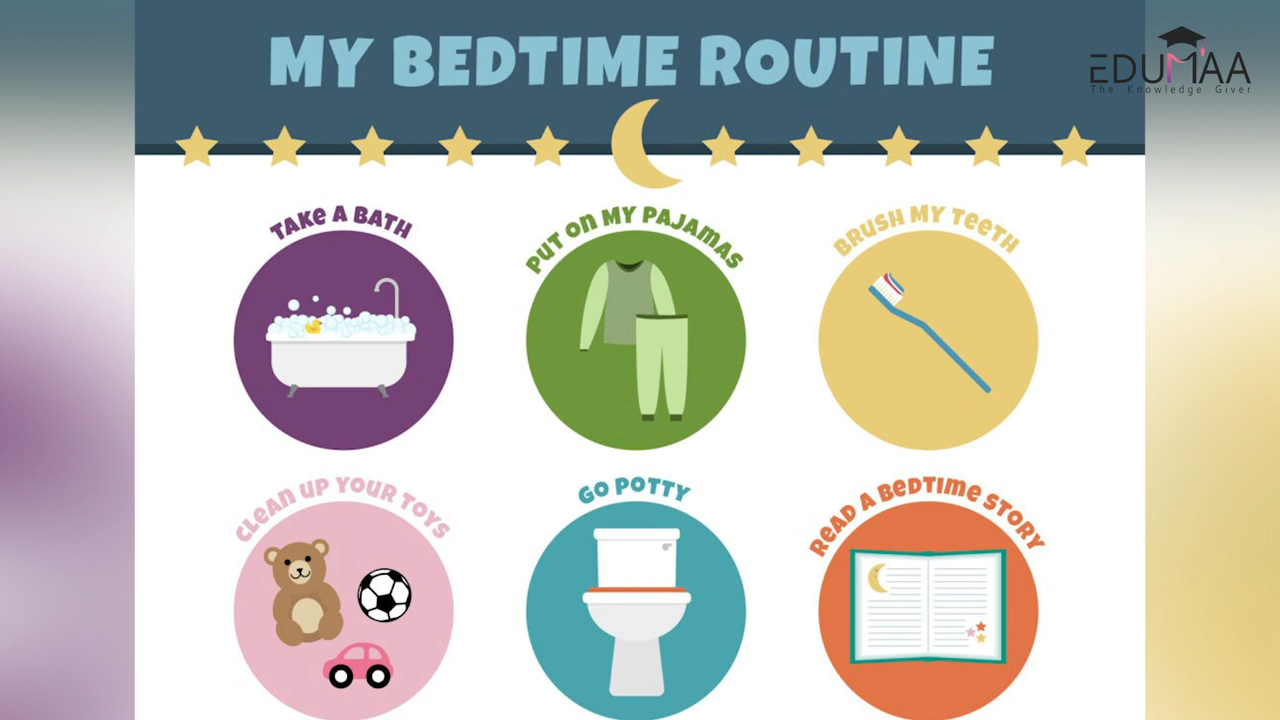 MY BEDTIME ROUTINE
EDUMAA
The Knowledge Giver
TAKE A BATH
PUT ON MY PAJAMAS
BRUSH MY TEETH
CLEAN UP YOUR TOYS
GO POTTY
READ A BEDTIME STORY